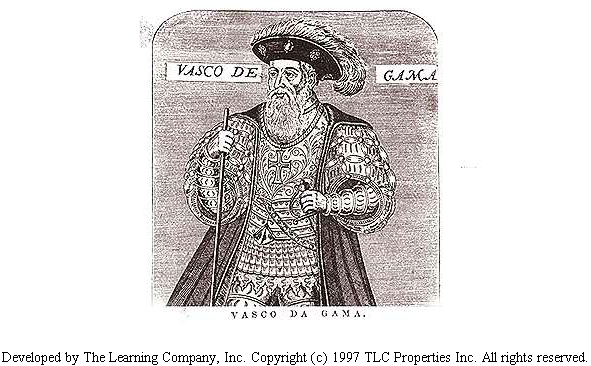 VASCO DE GAMA
VASCO DA GAMA.
Developed by The Learning Company, Inc. Copyright (c) 1997 TLC Properties Inc. All rights reserved.